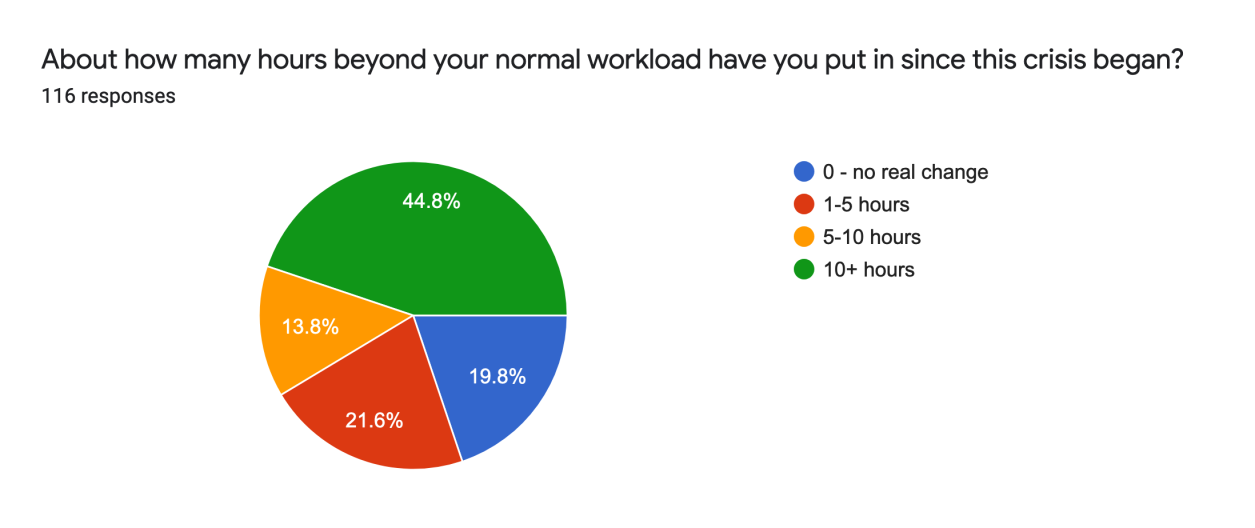 About how many hours beyond your normal workload have you put in since this crisis began?
116 responses
44.8%
13.8%
19.8%
21.6%
0 - no real change
1-5 hours
5-10 hours
10+ hours